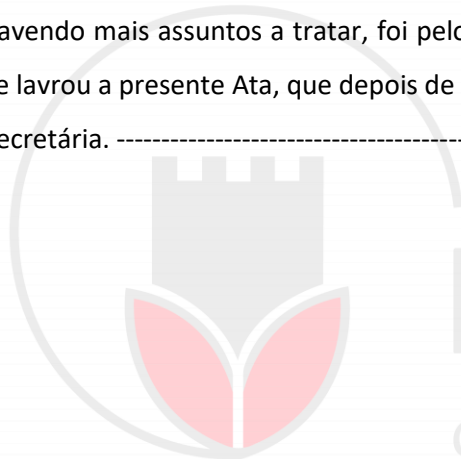 avendo mais assuntos a tratar, foi pelo
e lavrou a presente Ata, que depois de
ecretária. ---------------------------------------